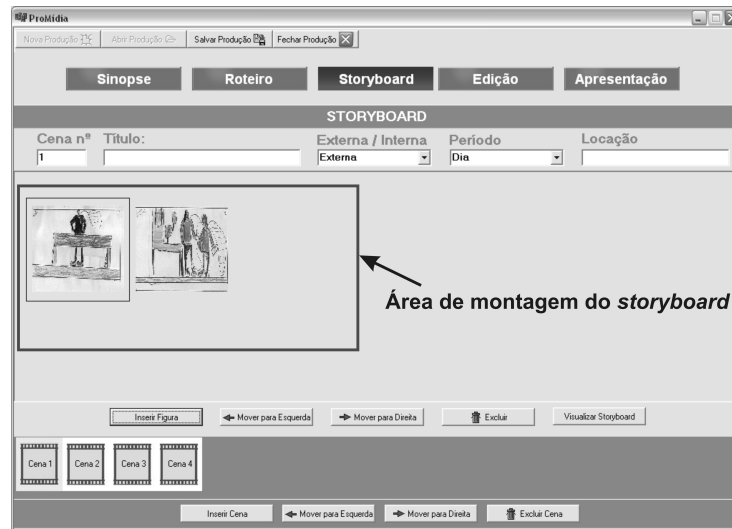 ProMídia
Nova Produção Abrir Produção Salvar Produção Fechar Produção
Sinopse Roteiro Storyboard Edição Apresentação
STORYBOARD
Cena nº Título: Externa / Interna Período Locação
1 Externa Dia
Área de montagem do storyboard
Inserir Figura Mover para Esquerda Mover para Direita Excluir Visualizar Storyboard
Cena 1 Cena 2 Cena 3 Cena 4
Inserir Cena Mover para Esquerda Mover para Direita Excluir Cena